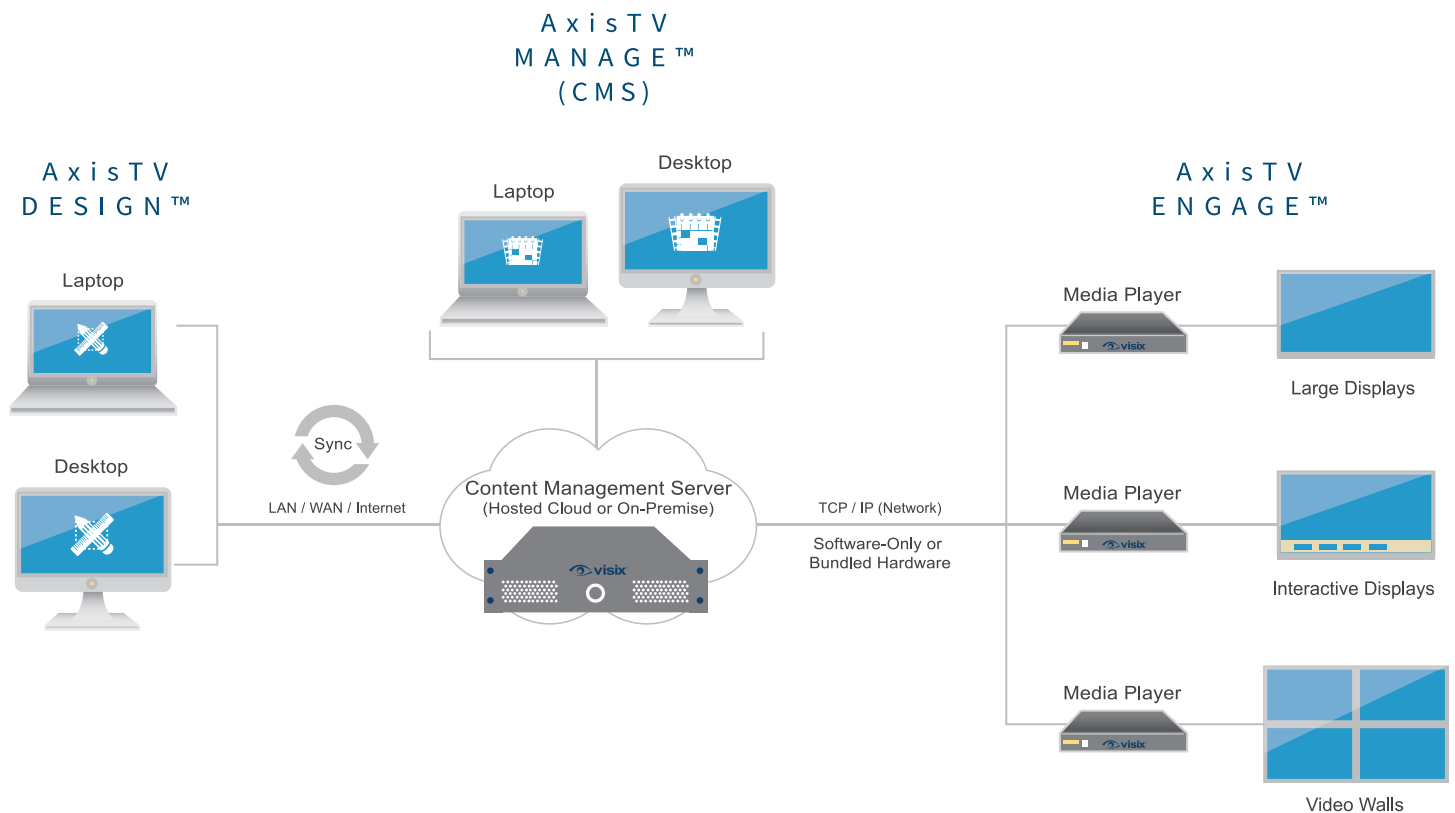 AxisTV
MANAGE™
(CMS)
AxisTV
DESIGN™
AxisTV
ENGAGE™
Laptop
Desktop
Laptop
Desktop
Sync
LAN / WAN / Internet
Content Management Server
(Hosted Cloud or On-Premise)
visix
TCP / IP (Network)
Software-Only or
Bundled Hardware
Media Player
visix
Large Displays
Media Player
visix
Interactive Displays
Media Player
visix
Video Walls